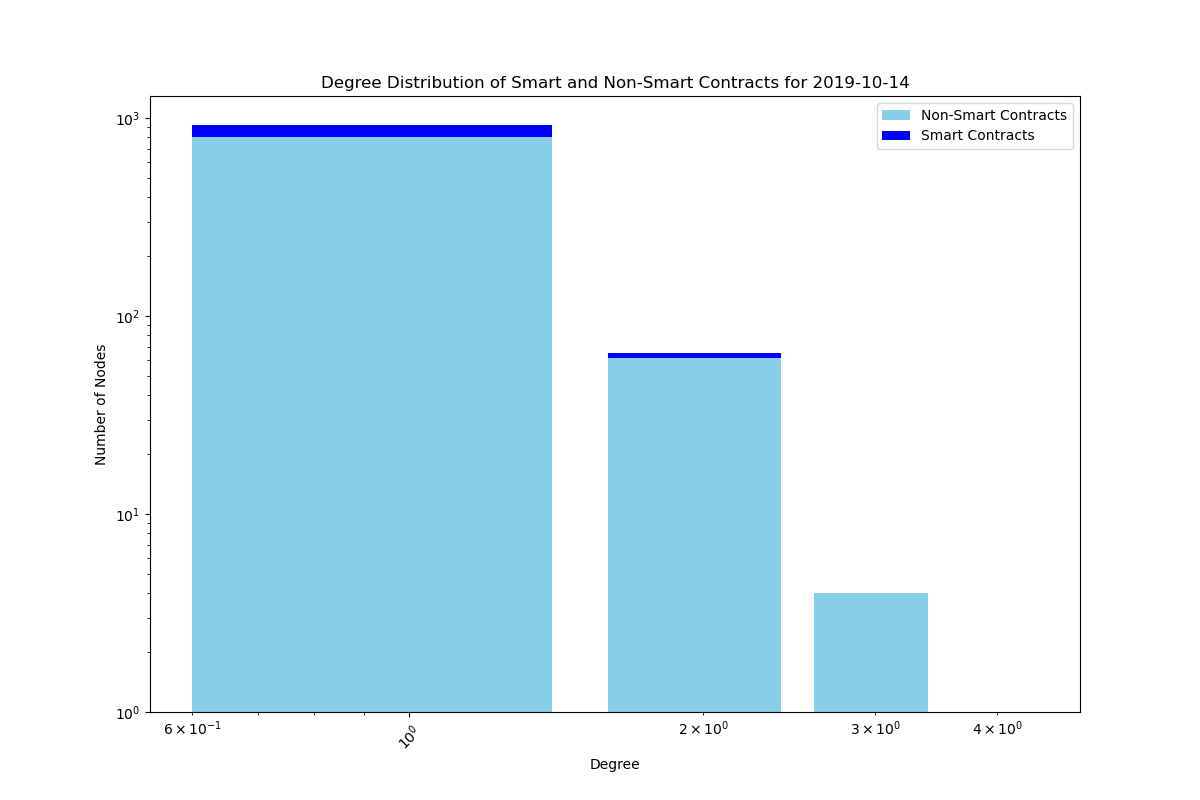 Degree Distribution of Smart and Non-Smart Contracts for 2019-10-14
Non-Smart Contracts
Smart Contracts
10³
10²
10¹
10⁰
Number of Nodes
6 × 10⁻¹
10⁰
2 × 10⁰
3 × 10⁰
4 × 10⁰
Degree